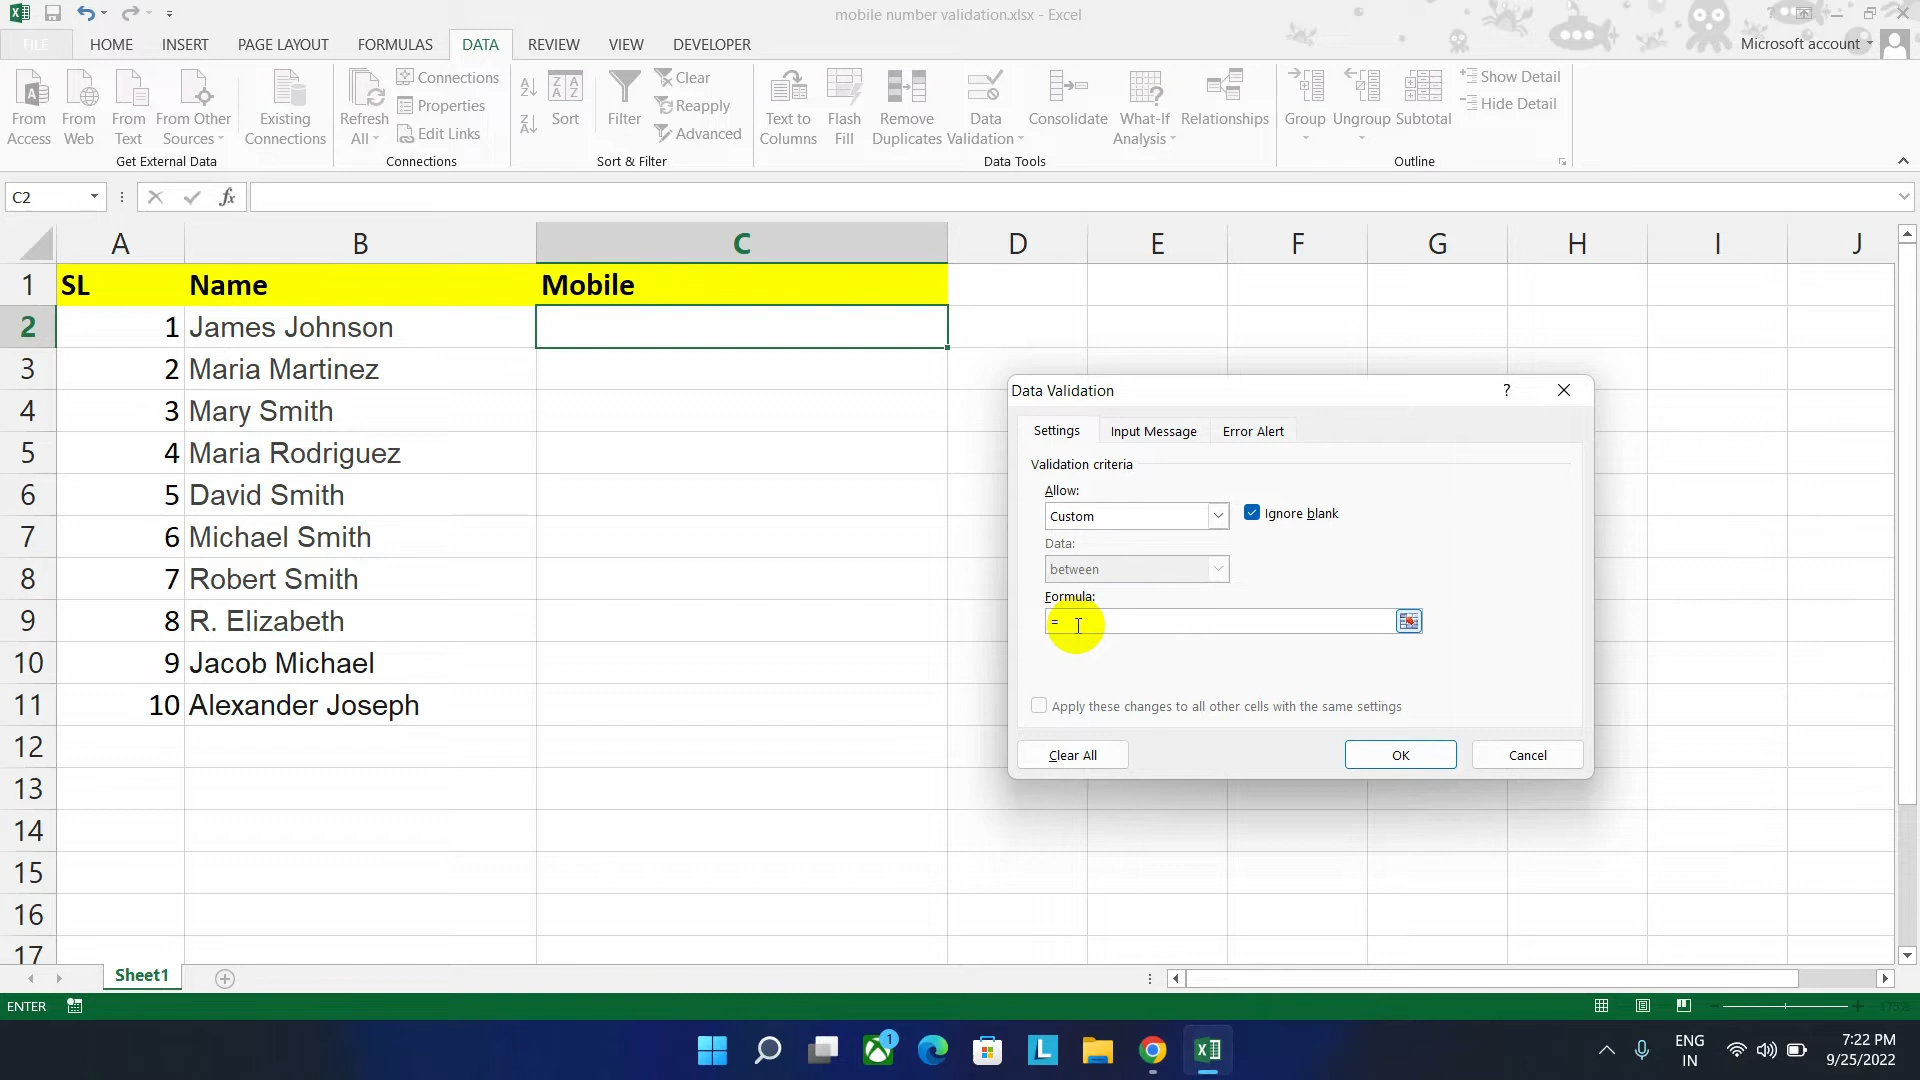 mobile number validation.xlsx - Excel
FILE HOME INSERT PAGE LAYOUT FORMULAS DATA REVIEW VIEW DEVELOPER Microsoft account
From Access
From Web
From Text
From Other Sources
Existing Connections
Get External Data
Refresh All
Connections
Properties
Edit Links
Connections
Sort
Filter
Clear
Reapply
Advanced
Sort & Filter
Text to Columns
Flash Fill
Remove Duplicates
Data Validation
Consolidate
What-If Analysis
Relationships
Data Tools
Group
Ungroup
Subtotal
Show Detail
Hide Detail
Outline
C2 fx
A B C D E F G H I J
1 SL Name Mobile
2 1 James Johnson
3 2 Maria Martinez
4 3 Mary Smith
5 4 Maria Rodriguez
6 5 David Smith
7 6 Michael Smith
8 7 Robert Smith
9 8 R. Elizabeth
10 9 Jacob Michael
11 10 Alexander Joseph
12
13
14
15
16
17
Data Validation ?
Settings Input Message Error Alert
Validation criteria
Allow:
Custom Ignore blank
Data:
between
Formula:
=
Apply these changes to all other cells with the same settings
Clear All OK Cancel
Sheet1
ENTER
1
ENG
IN
7:22 PM
9/25/2022